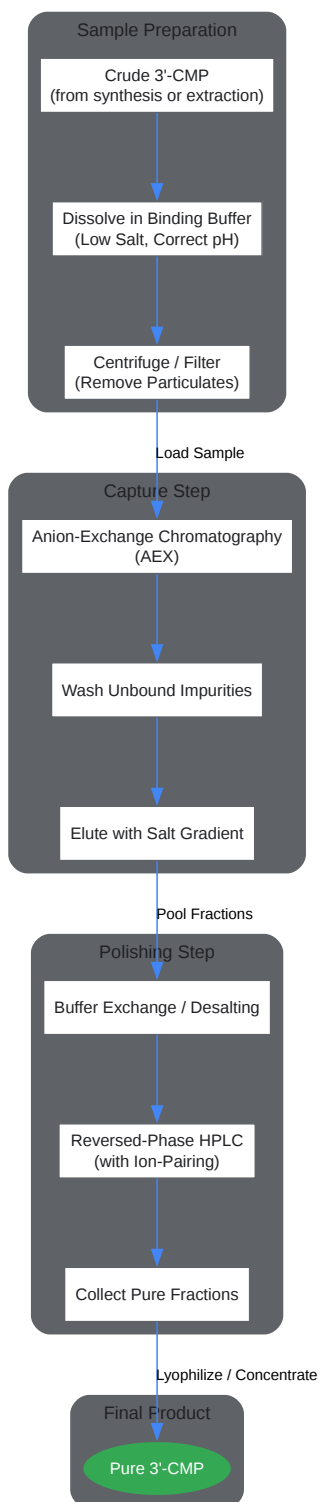 Sample Preparation
Crude 3'-CMP
(from synthesis or extraction)
Dissolve in Binding Buffer
(Low Salt, Correct pH)
Centrifuge / Filter
(Remove Particulates)
Load Sample
Capture Step
Anion-Exchange Chromatography
(AEX)
Wash Unbound Impurities
Elute with Salt Gradient
Pool Fractions
Polishing Step
Buffer Exchange / Desalting
Reversed-Phase HPLC
(with Ion-Pairing)
Collect Pure Fractions
Lyophilize / Concentrate
Final Product
Pure 3'-CMP